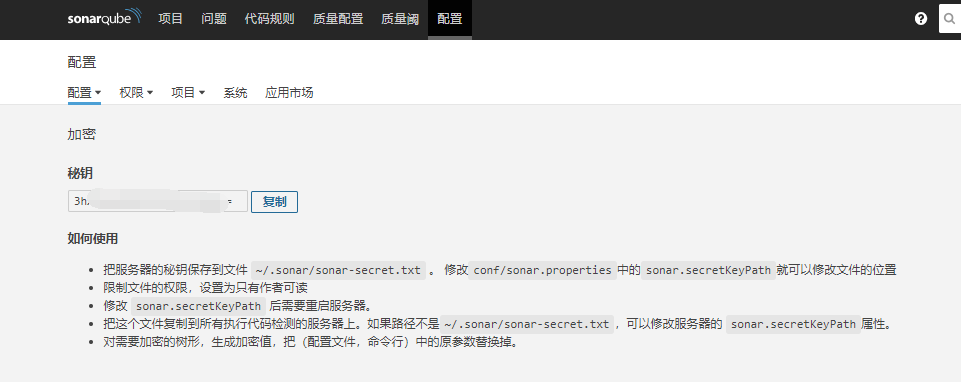 sonarqube 项目 问题 代码规则 质量配置 质量阈 配置
配置
配置 权限 项目 系统 应用市场
加密
秘钥
复制
如何使用
把服务器的秘钥保存到文件 ~/.sonar/sonar-secret.txt 。 修改 conf/sonar.properties 中的 sonar.secretKeyPath 就可以修改文件的位置
限制文件的权限，设置为只有作者可读
修改 sonar.secretKeyPath 后需要重启服务器。
把这个文件复制到所有执行代码检测的服务器上。如果路径不是 ~/.sonar/sonar-secret.txt ，可以修改服务器的 sonar.secretKeyPath 属性。
对需要加密的树形，生成加密值，把（配置文件，命令行）中的原参数替换掉。